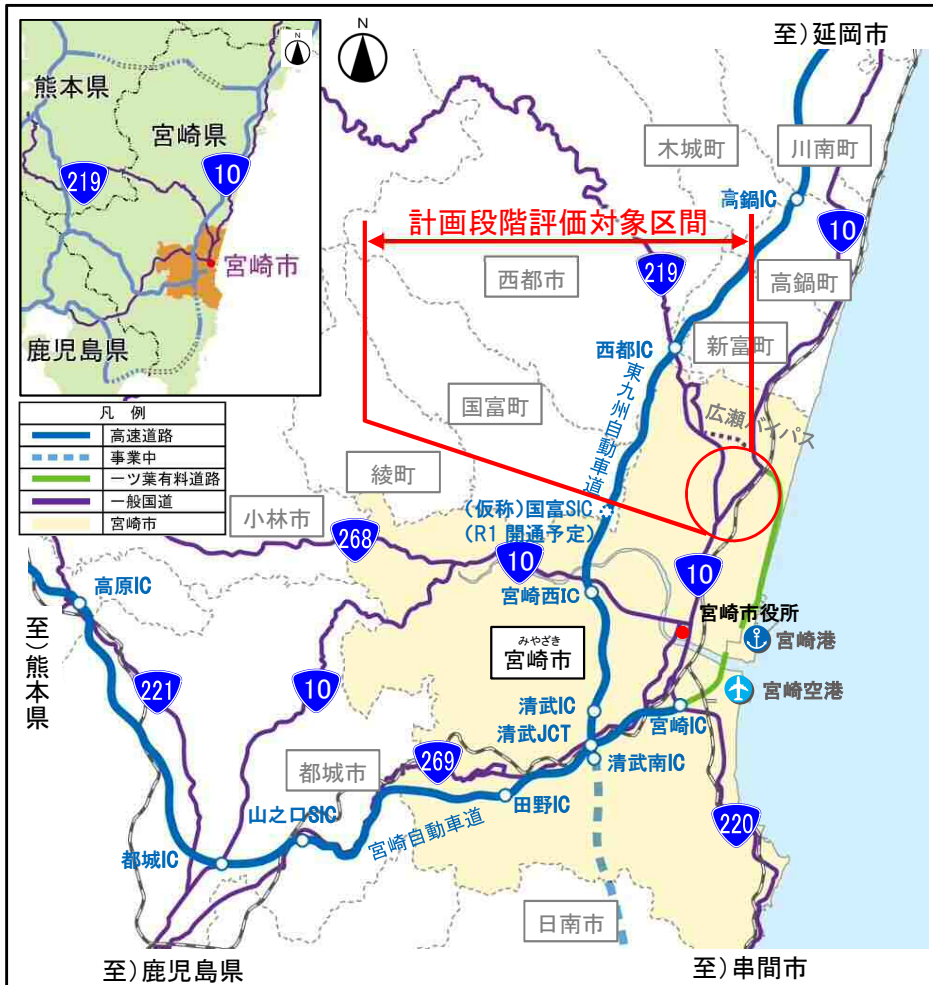 N
熊本県
宮崎県
219
10
宮崎市
鹿児島県
N
至）延岡市
木城町
川南町
高鍋IC
計画段階評価対象区間
10
西都市
219
高鍋町
西都IC
新富町
東九州自動車道
国富町
広瀬バイパス
凡 例
高速道路
事業中
一ツ葉有料道路
一般国道
宮崎市
綾町
小林市
（仮称）国富SIC
（R1 開通予定）
268
10
10
高原IC
宮崎西IC
宮崎市役所
宮崎港
みやざき
宮崎市
至）熊本県
221
10
宮崎空港
清武IC
宮崎IC
清武JCT
清武南IC
都城市
269
田野IC
220
山之口SIC
宮崎自動車道
都城IC
日南市
至）鹿児島県
至）串間市